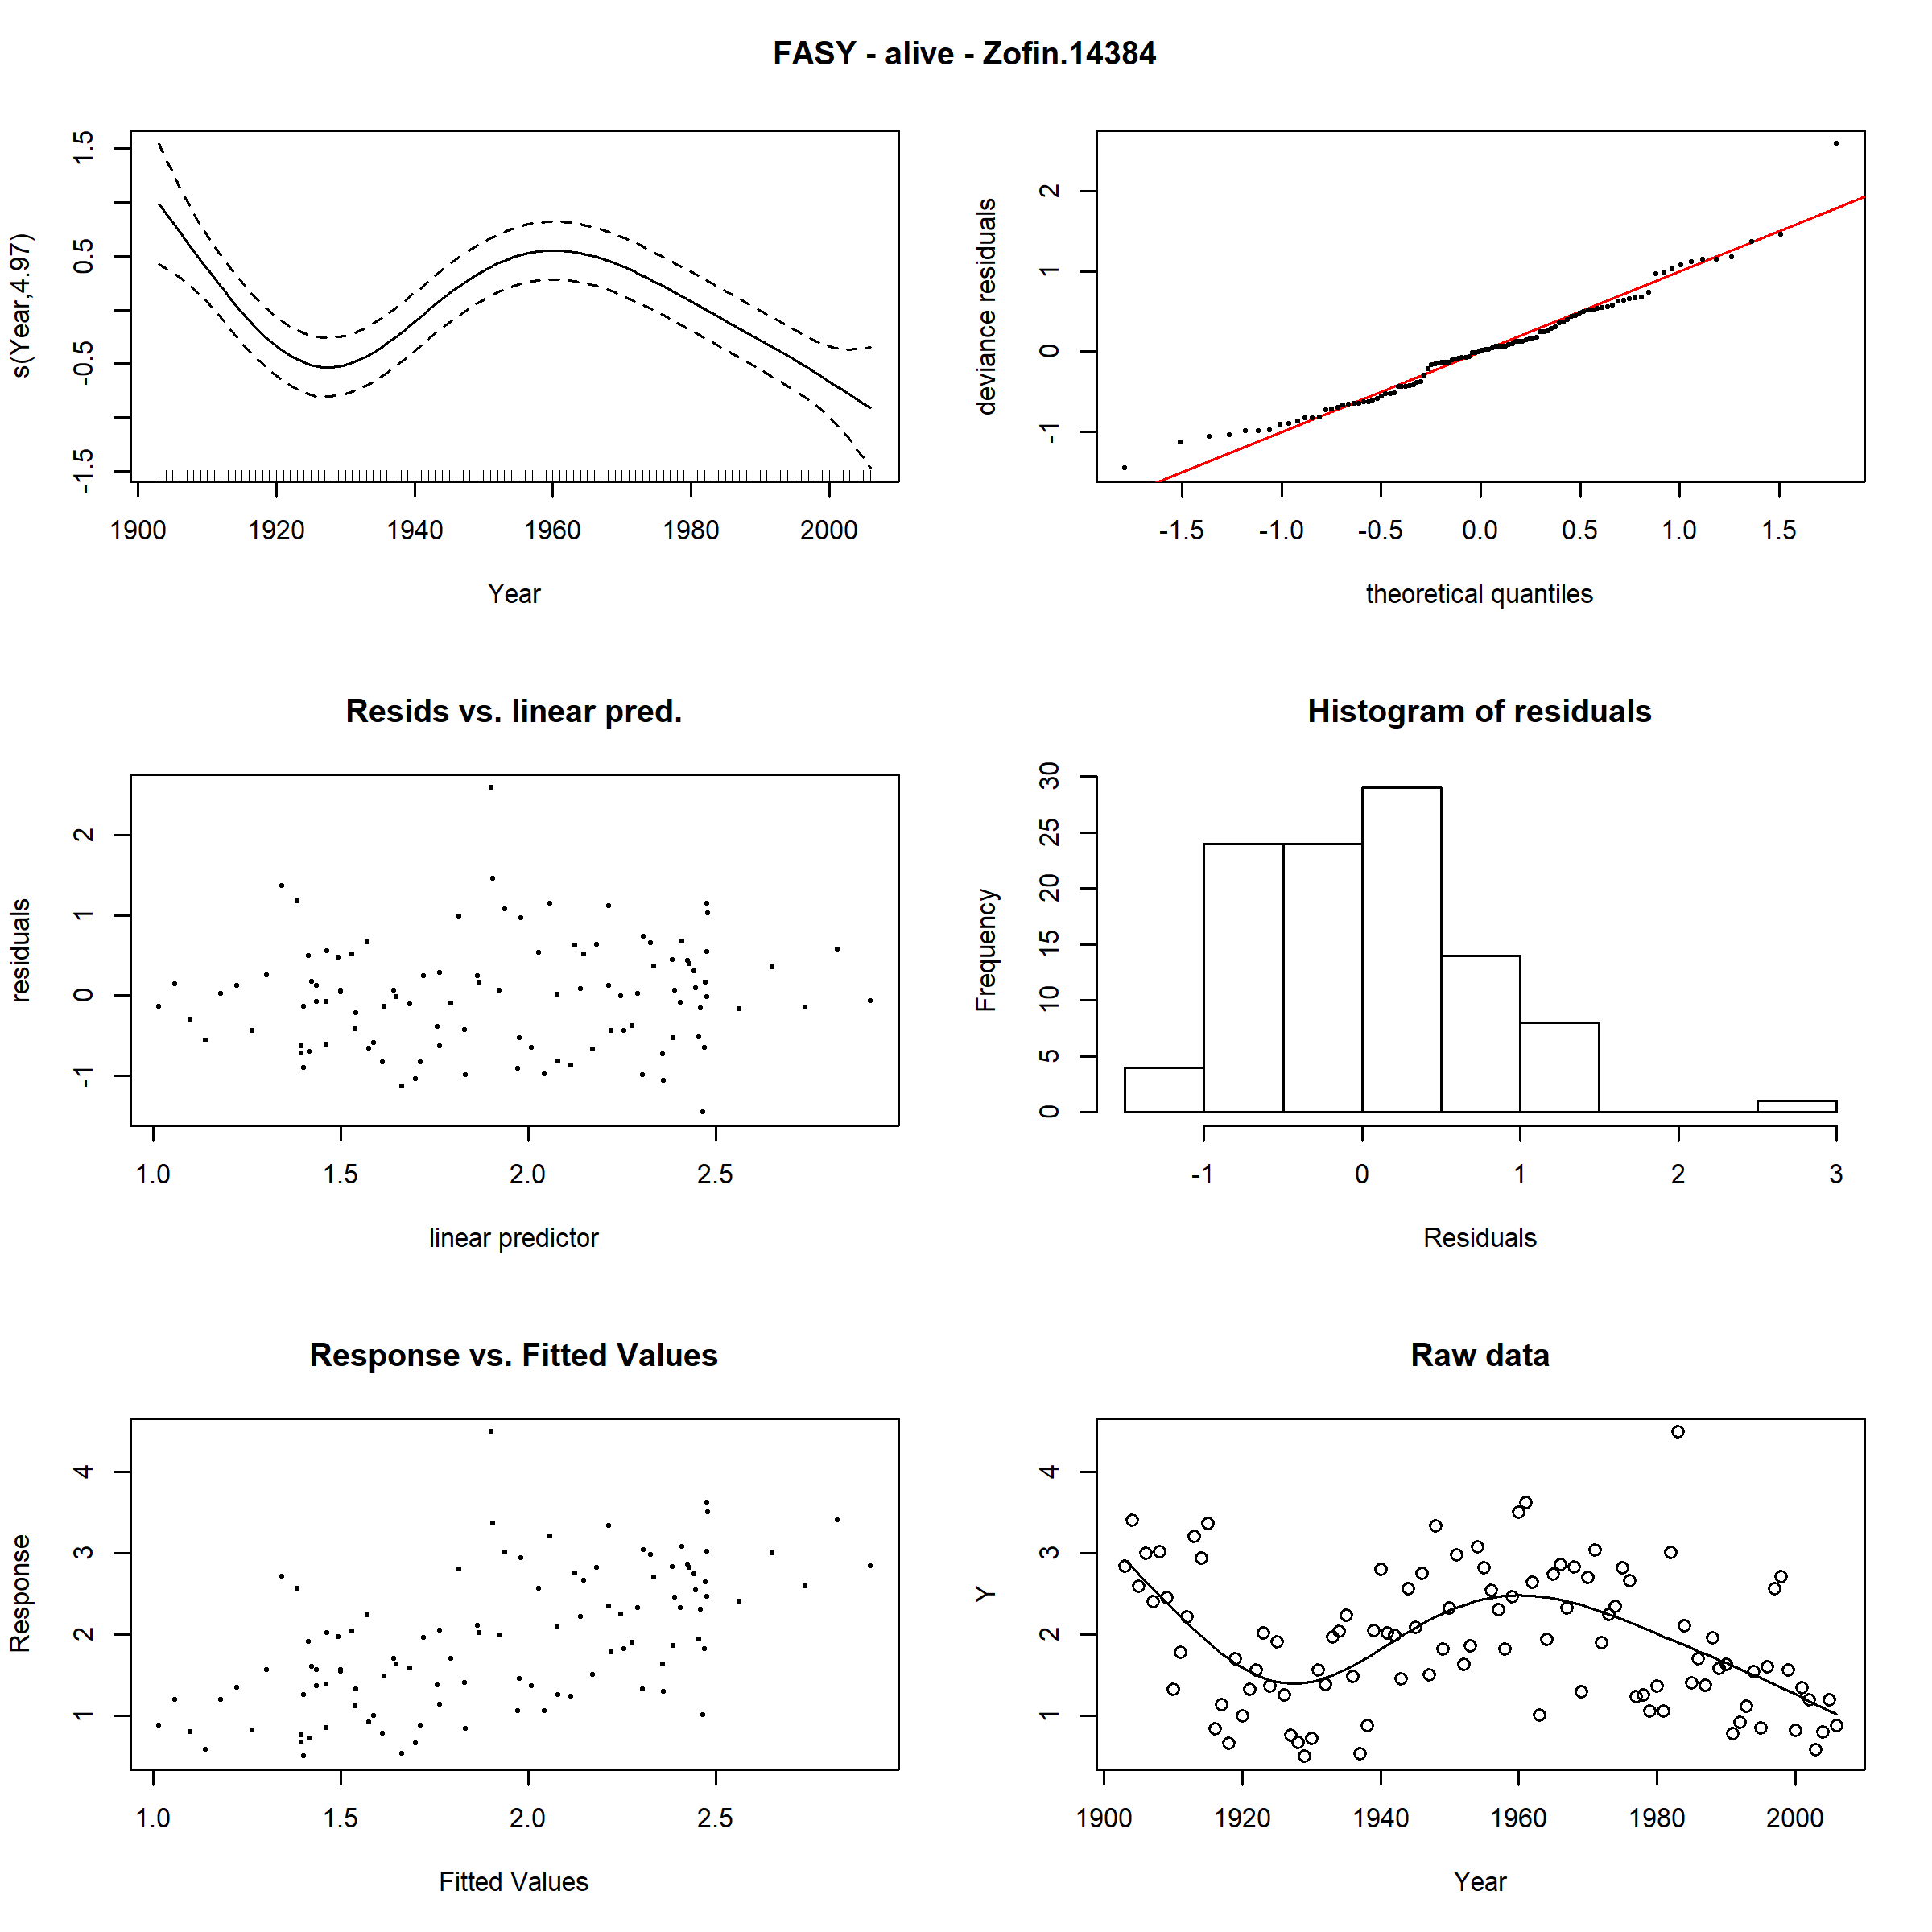 FASY - alive - Zofin.14384
s(Year,4.97)
1.5
0.5
-0.5
-1.5
1900 1920 1940 1960 1980 2000
Year
deviance residuals
2
1
0
-1
-1.5 -1.0 -0.5 0.0 0.5 1.0 1.5
theoretical quantiles
Resids vs. linear pred.
residuals
2
1
0
-1
1.0 1.5 2.0 2.5
linear predictor
Histogram of residuals
Frequency
30
25
20
15
10
5
0
-1 0 1 2 3
Residuals
Response vs. Fitted Values
Response
4
3
2
1
1.0 1.5 2.0 2.5
Fitted Values
Raw data
Y
4
3
2
1
1900 1920 1940 1960 1980 2000
Year